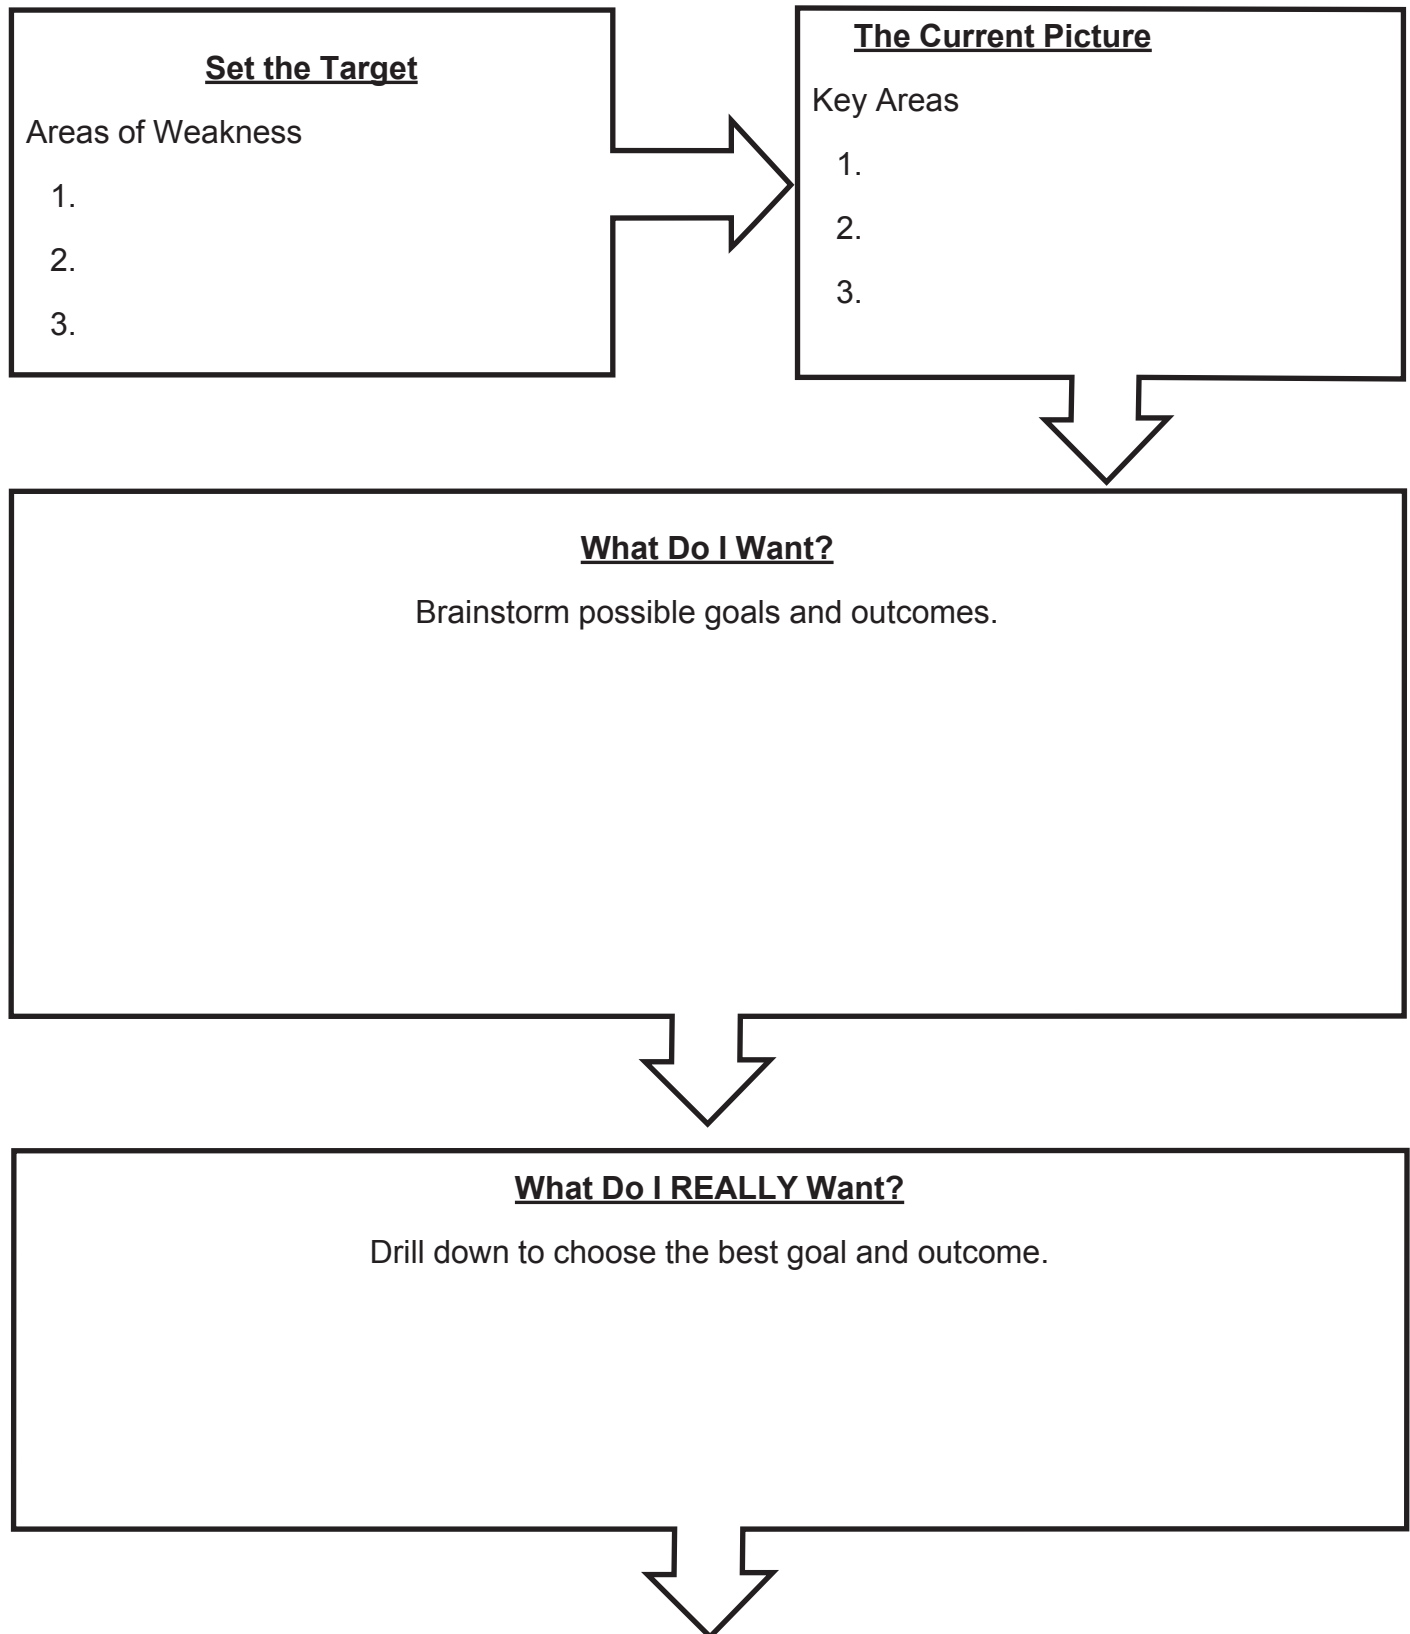 Set the Target
Areas of Weakness
1.
2.
3.
The Current Picture
Key Areas
1.
2.
3.
What Do I Want?
Brainstorm possible goals and outcomes.
What Do I REALLY Want?
Drill down to choose the best goal and outcome.